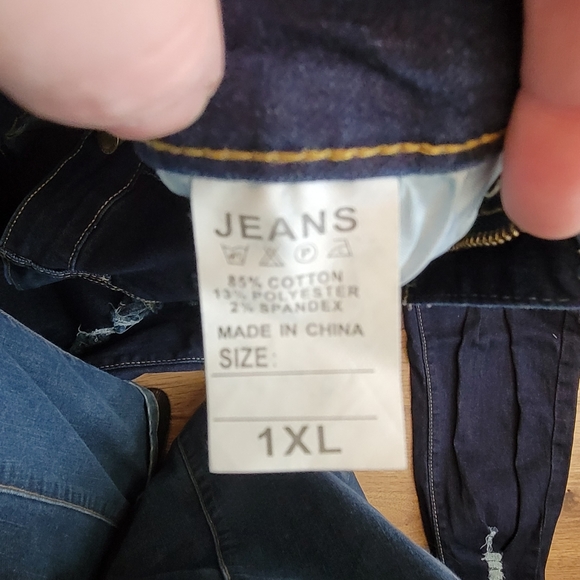 JEANS
85% COTTON
13% POLYESTER
2% SPANDEX
MADE IN CHINA
SIZE:
1XL